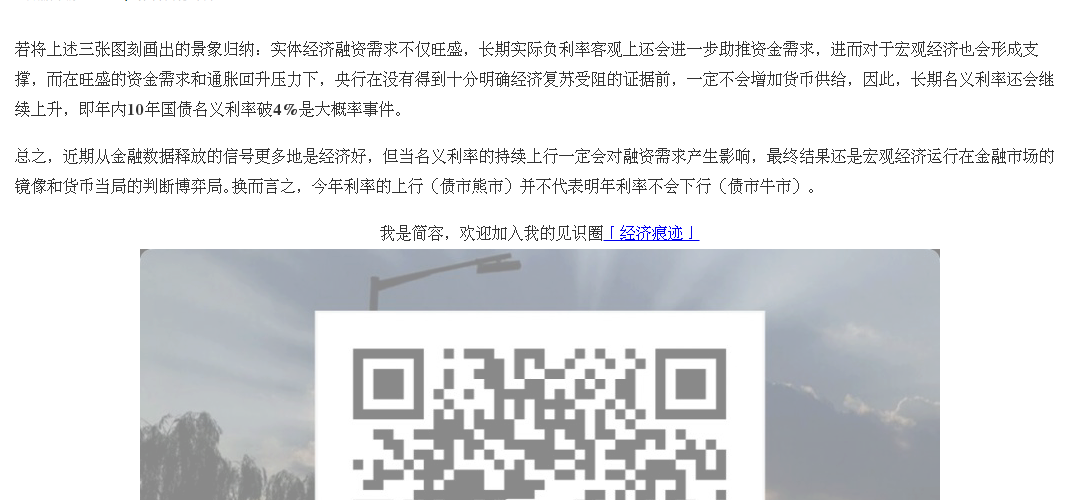 若将上述三张图刻画出的景象归纳：实体经济融资需求不仅旺盛，长期实际负利率客观上还会进一步助推资金需求，进而对于宏观经济也会形成支
撑，而在旺盛的资金需求和通胀回升压力下，央行在没有得到十分明确经济复苏受阻的证据前，一定不会增加货币供给，因此，长期名义利率还会继
续上升，即年内10年国债名义利率破4%是大概率事件。
总之，近期从金融数据释放的信号更多地是经济好，但当名义利率的持续上行一定会对融资需求产生影响，最终结果还是宏观经济运行在金融市场的
镜像和货币当局的判断博弈局。换而言之，今年利率的上行（债市熊市）并不代表明年利率不会下行（债市牛市）。
我是简容，欢迎加入我的见识圈「经济痕迹」